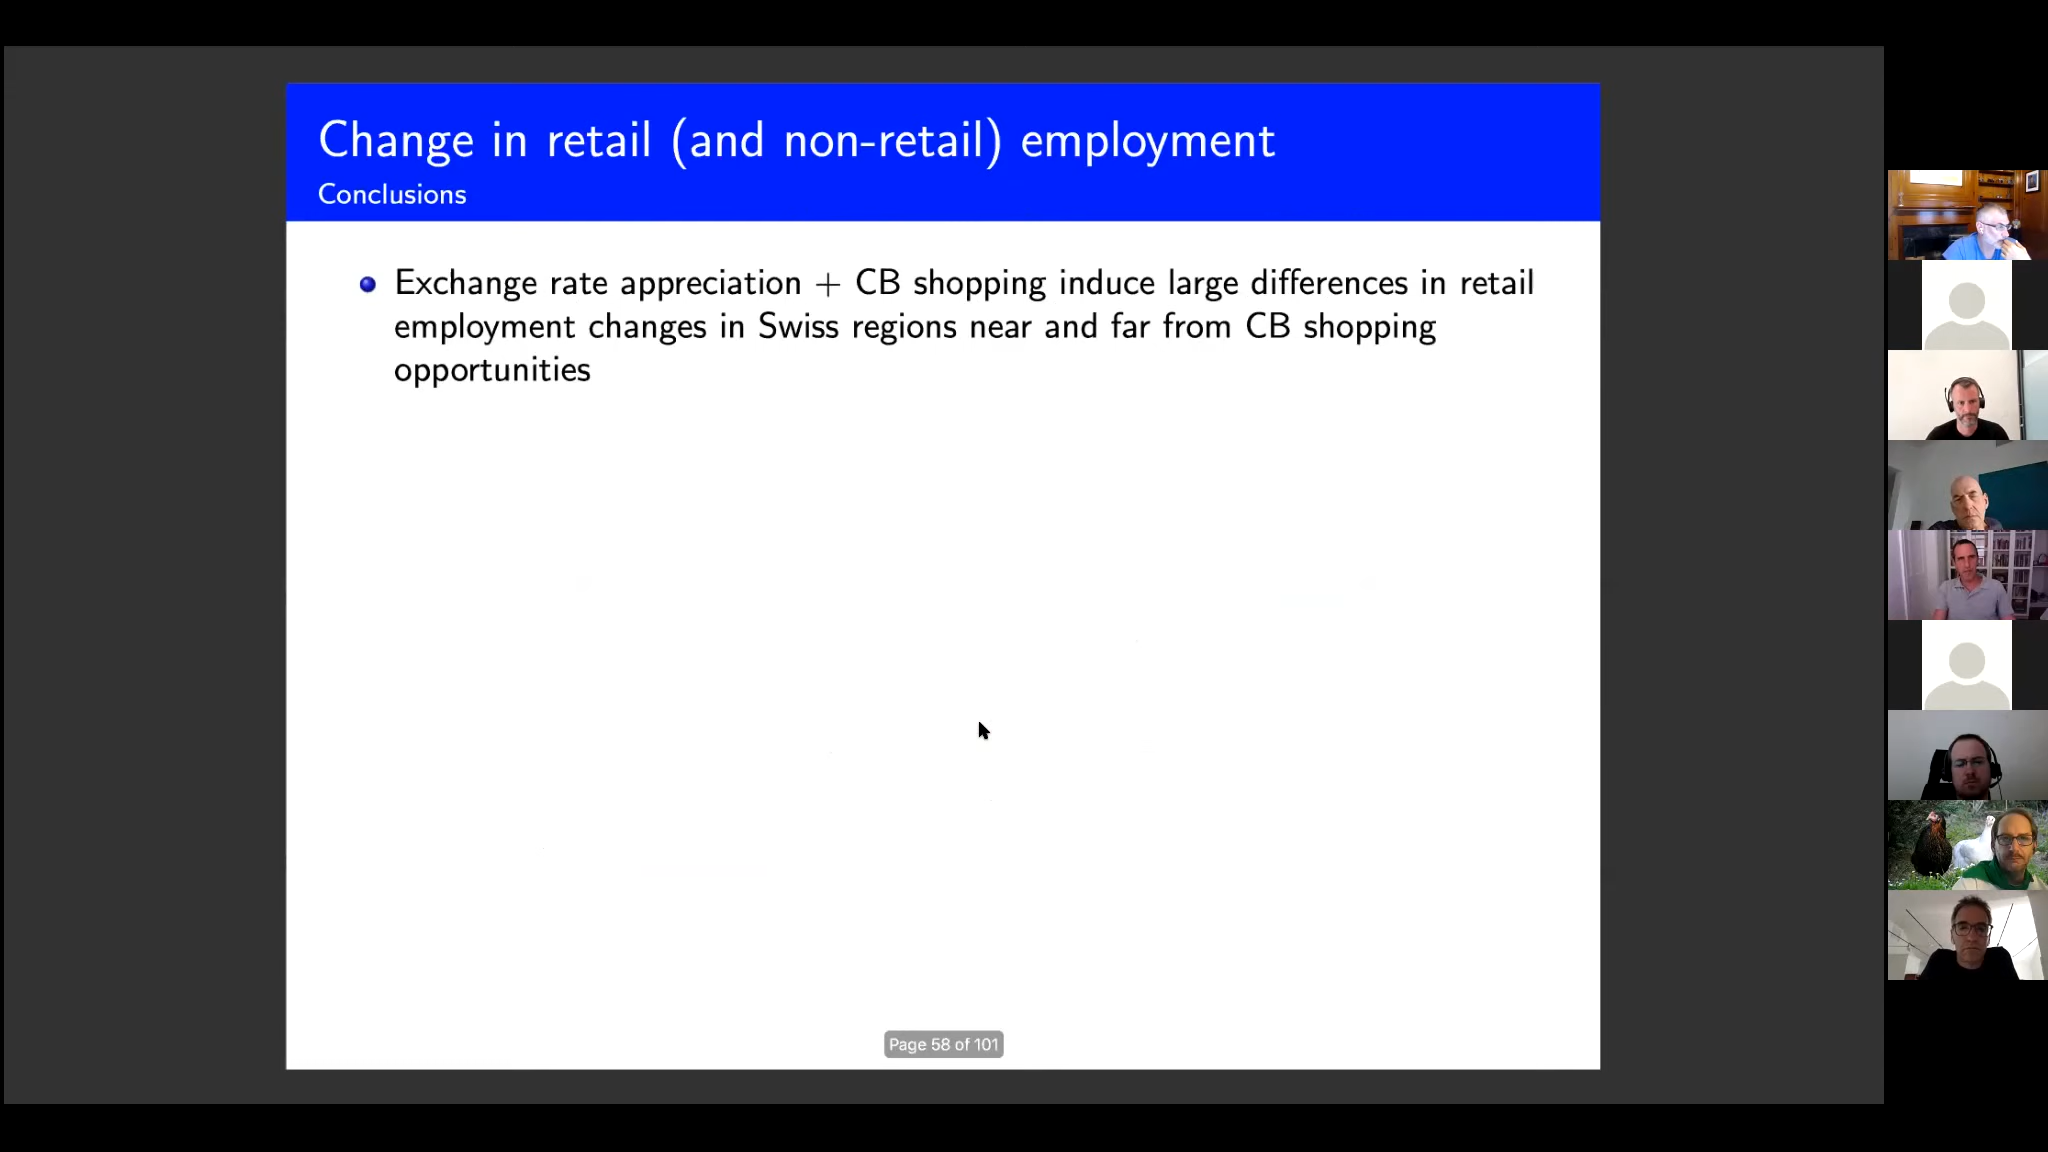 Change in retail (and non-retail) employment
Conclusions
Exchange rate appreciation + CB shopping induce large differences in retail
employment changes in Swiss regions near and far from CB shopping
opportunities
Page 58 of 101